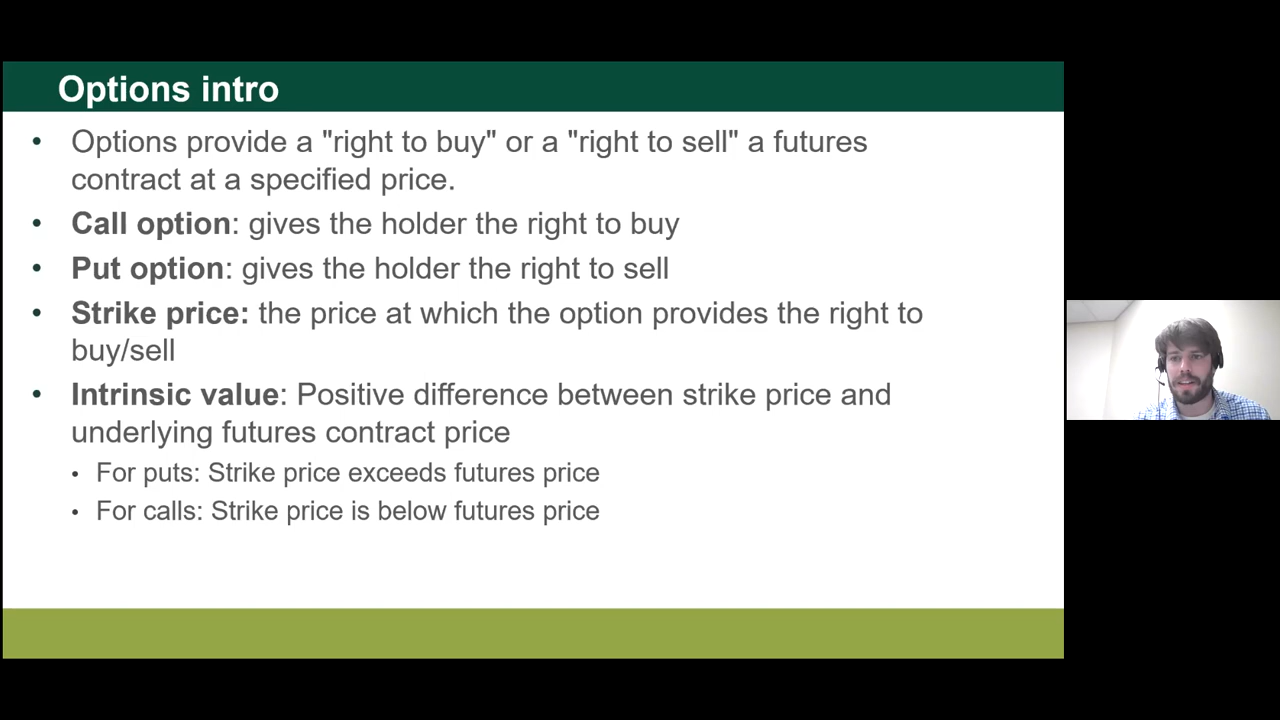 Options intro
• Options provide a "right to buy" or a "right to sell" a futures
contract at a specified price.
• Call option: gives the holder the right to buy
• Put option: gives the holder the right to sell
• Strike price: the price at which the option provides the right to
buy/sell
• Intrinsic value: Positive difference between strike price and
underlying futures contract price
• For puts: Strike price exceeds futures price
• For calls: Strike price is below futures price